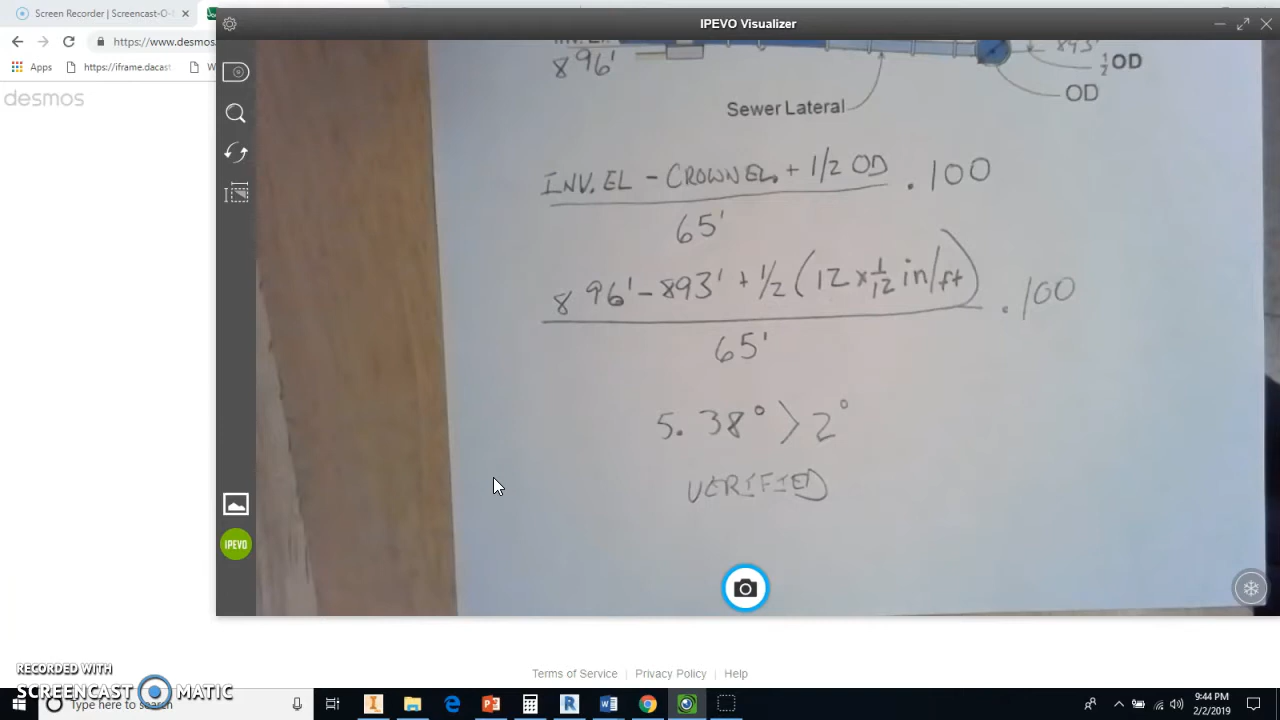 Screen Recorder | Screencast-O-
IPEVO Visualizer
https://www.desmos
Apps
https://iframe.dacast
W
desmos
896'
893'
½OD
OD
Sewer Lateral
INV.EL - CROWN EL. + 1/2 OD
. 100
65'
896' - 893' + 1/2 (12 x 1/12 in/ft)
. 100
65'
5.38° > 2°
VERIFIED
IPEVO
RECORDED WITH
SCREENCAST MATIC
Terms of Service | Privacy Policy | Help
Type here to search
9:44 PM
2/2/2019